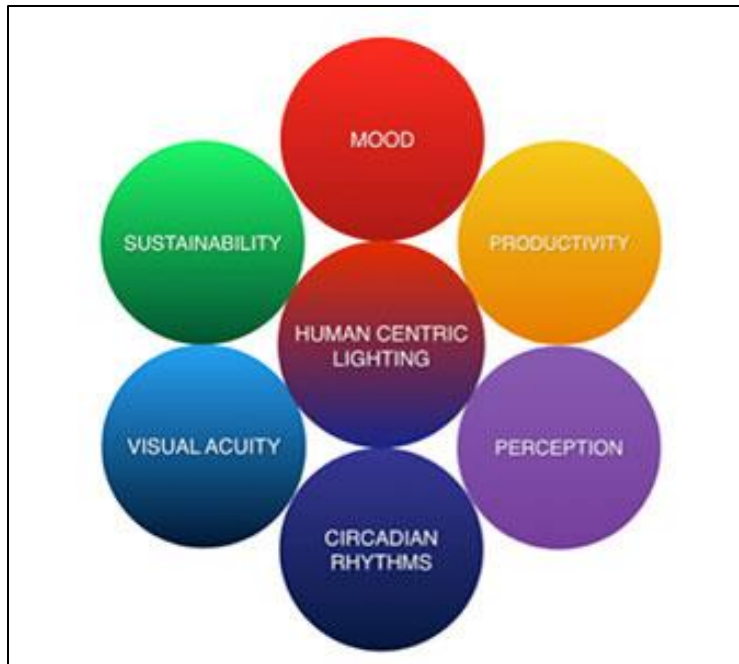 MOOD
SUSTAINABILITY
PRODUCTIVITY
HUMAN CENTRIC
LIGHTING
VISUAL ACUITY
PERCEPTION
CIRCADIAN
RHYTHMS